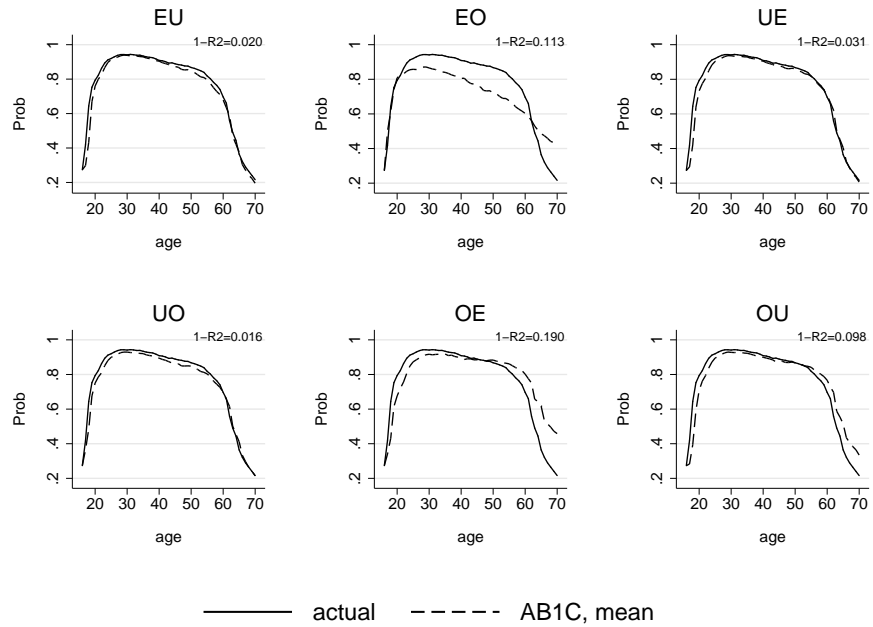 EU
1−R2=0.020
Prob
.2 .4 .6 .8 1
20 30 40 50 60 70
age
EO
1−R2=0.113
Prob
.2 .4 .6 .8 1
20 30 40 50 60 70
age
UE
1−R2=0.031
Prob
.2 .4 .6 .8 1
20 30 40 50 60 70
age
UO
1−R2=0.016
Prob
.2 .4 .6 .8 1
20 30 40 50 60 70
age
OE
1−R2=0.190
Prob
.2 .4 .6 .8 1
20 30 40 50 60 70
age
OU
1−R2=0.098
Prob
.2 .4 .6 .8 1
20 30 40 50 60 70
age
actual AB1C, mean